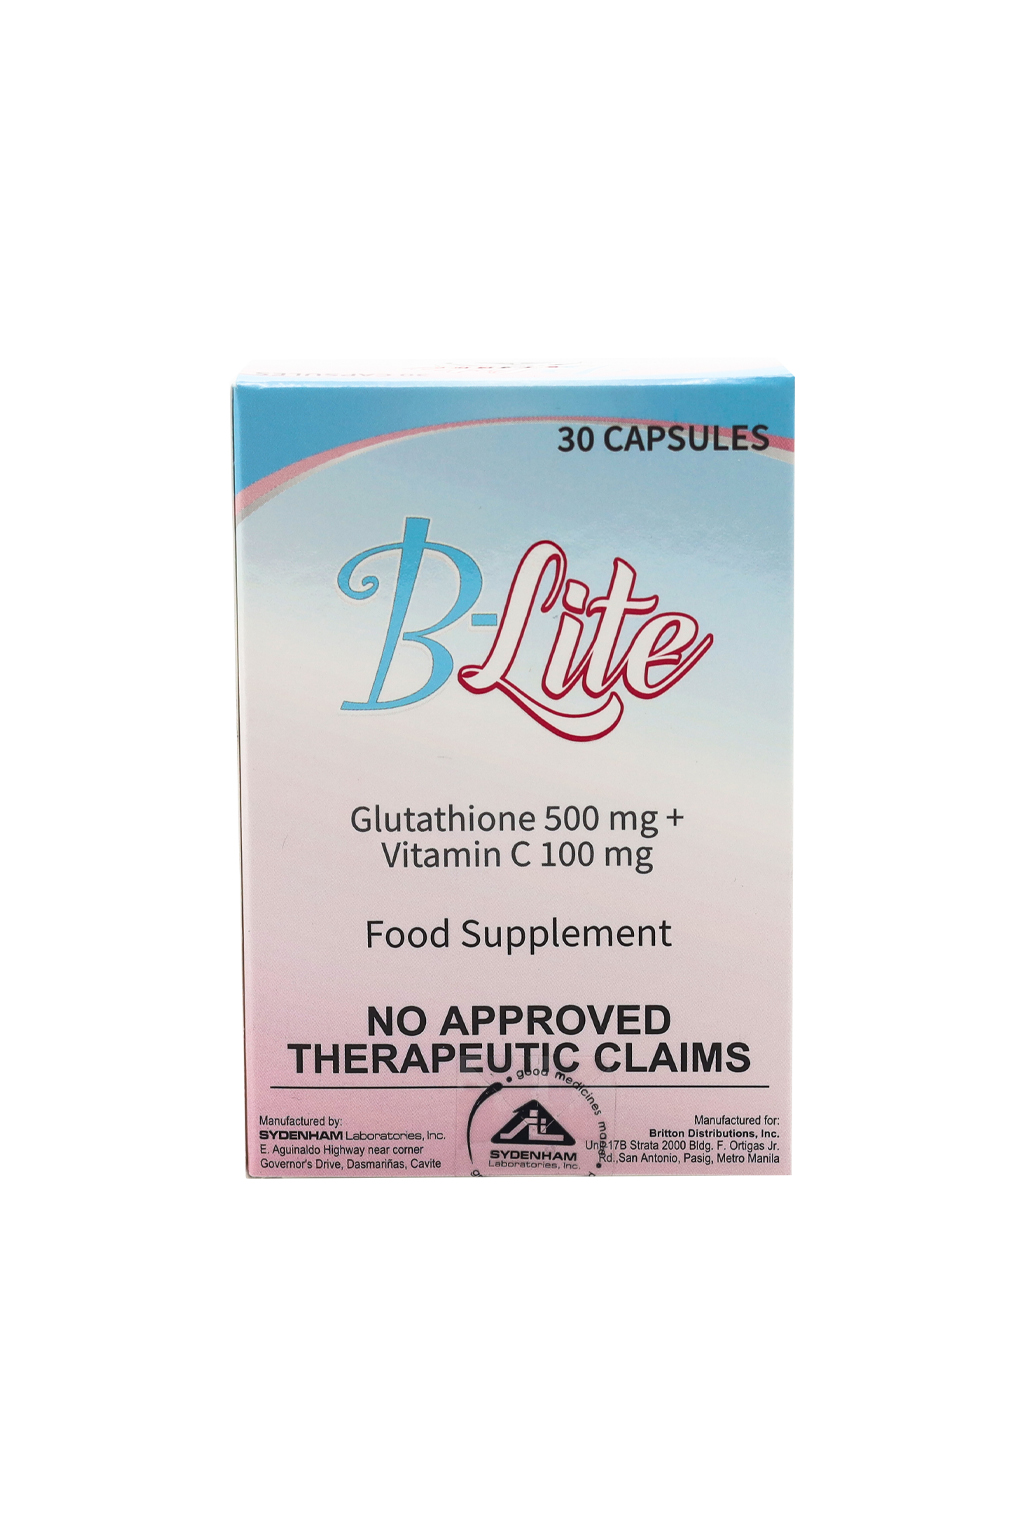 30 CAPSULES
B-Lite
Glutathione 500 mg +
Vitamin C 100 mg
Food Supplement
NO APPROVED
THERAPEUTIC CLAIMS
Manufactured by:
SYDENHAM Laboratories, Inc.
E. Aguinaldo Highway near corner
Governor's Drive, Dasmariñas, Cavite
good medicines
SYDENHAM
Laboratories, Inc.
Manufactured for:
Britton Distributions, Inc.
17B Strata 2000 Bldg. F. Ortigas Jr.
Rd.,San Antonio, Pasig, Metro Manila